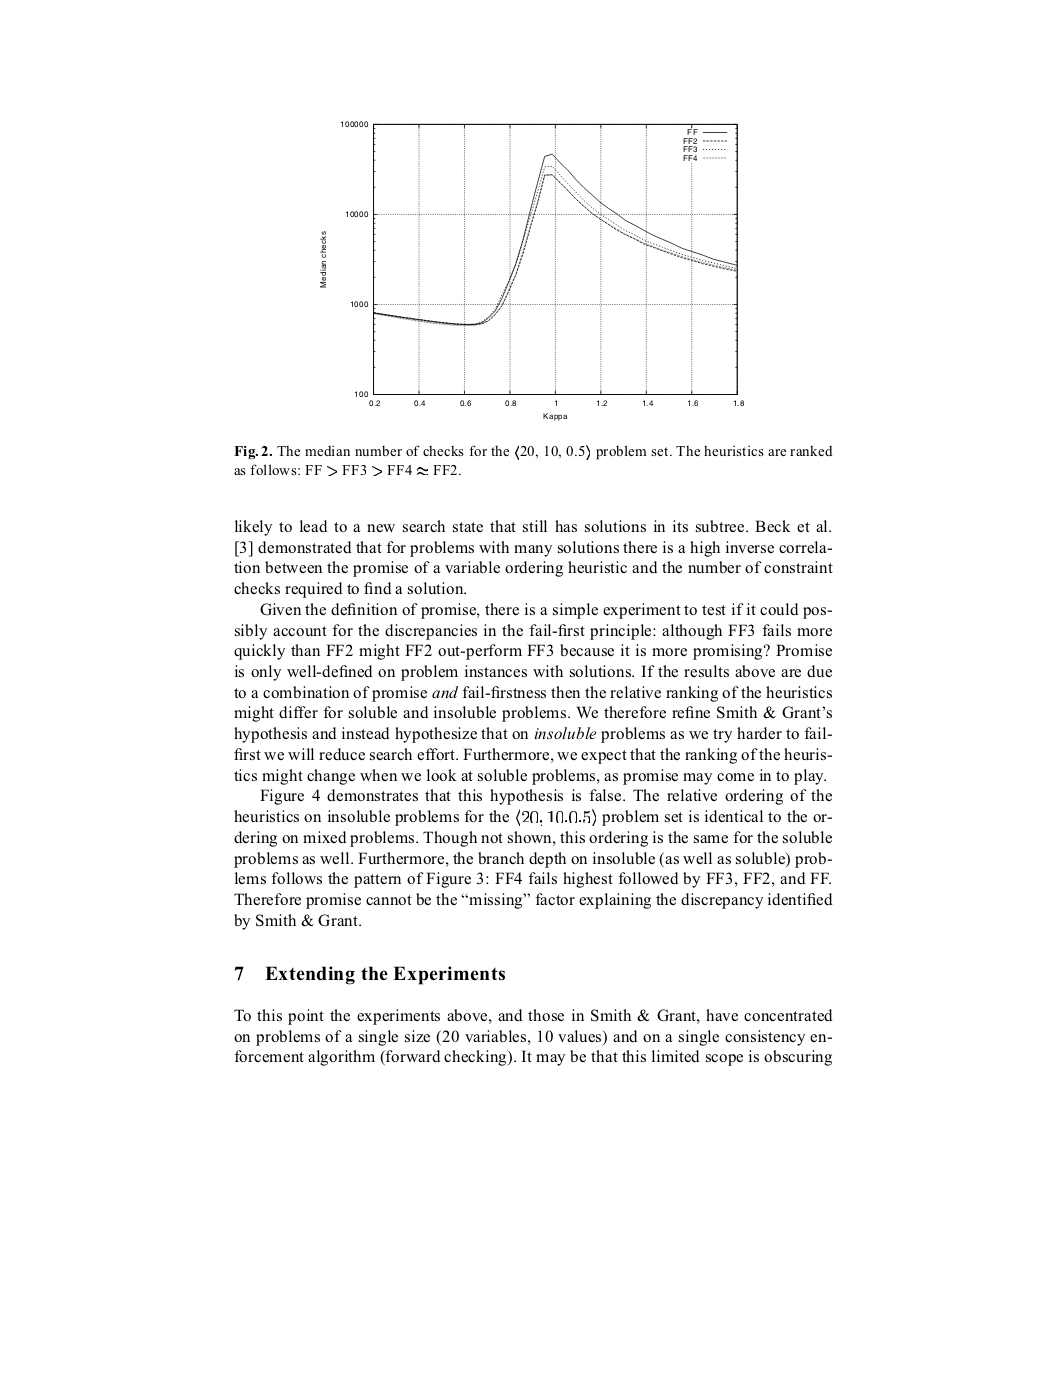 100000
10000
1000
100
Median checks
FF
FF2
FF3
FF4
0.2 0.4 0.6 0.8 1 1.2 1.4 1.6 1.8
Kappa
Fig. 2. The median number of checks for the ⟨20, 10, 0.5⟩ problem set. The heuristics are ranked
as follows: FF > FF3 > FF4 ≈ FF2.
likely to lead to a new search state that still has solutions in its subtree. Beck et al.
[3] demonstrated that for problems with many solutions there is a high inverse correla-
tion between the promise of a variable ordering heuristic and the number of constraint
checks required to find a solution.
Given the definition of promise, there is a simple experiment to test if it could pos-
sibly account for the discrepancies in the fail-first principle: although FF3 fails more
quickly than FF2 might FF2 out-perform FF3 because it is more promising? Promise
is only well-defined on problem instances with solutions. If the results above are due
to a combination of promise and fail-firstness then the relative ranking of the heuristics
might differ for soluble and insoluble problems. We therefore refine Smith & Grant's
hypothesis and instead hypothesize that on insoluble problems as we try harder to fail-
first we will reduce search effort. Furthermore, we expect that the ranking of the heuris-
tics might change when we look at soluble problems, as promise may come in to play.
Figure 4 demonstrates that this hypothesis is false. The relative ordering of the
heuristics on insoluble problems for the ⟨20, 10.0.5⟩ problem set is identical to the or-
dering on mixed problems. Though not shown, this ordering is the same for the soluble
problems as well. Furthermore, the branch depth on insoluble (as well as soluble) prob-
lems follows the pattern of Figure 3: FF4 fails highest followed by FF3, FF2, and FF.
Therefore promise cannot be the “missing” factor explaining the discrepancy identified
by Smith & Grant.
7 Extending the Experiments
To this point the experiments above, and those in Smith & Grant, have concentrated
on problems of a single size (20 variables, 10 values) and on a single consistency en-
forcement algorithm (forward checking). It may be that this limited scope is obscuring